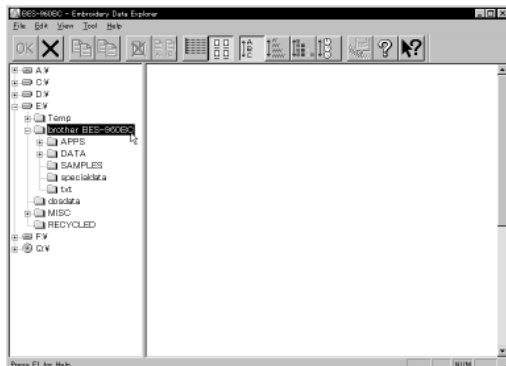 BES-960BC - Embroidery Data Explorer
File Edit View Tool Help
OK
A:¥
C:¥
D:¥
E:¥
Temp
brother BES-960BC
APPS
DATA
SAMPLES
specialdata
txt
dosdata
MISC
RECYCLED
F:¥
Q:¥
Press F1 for Help
NUM